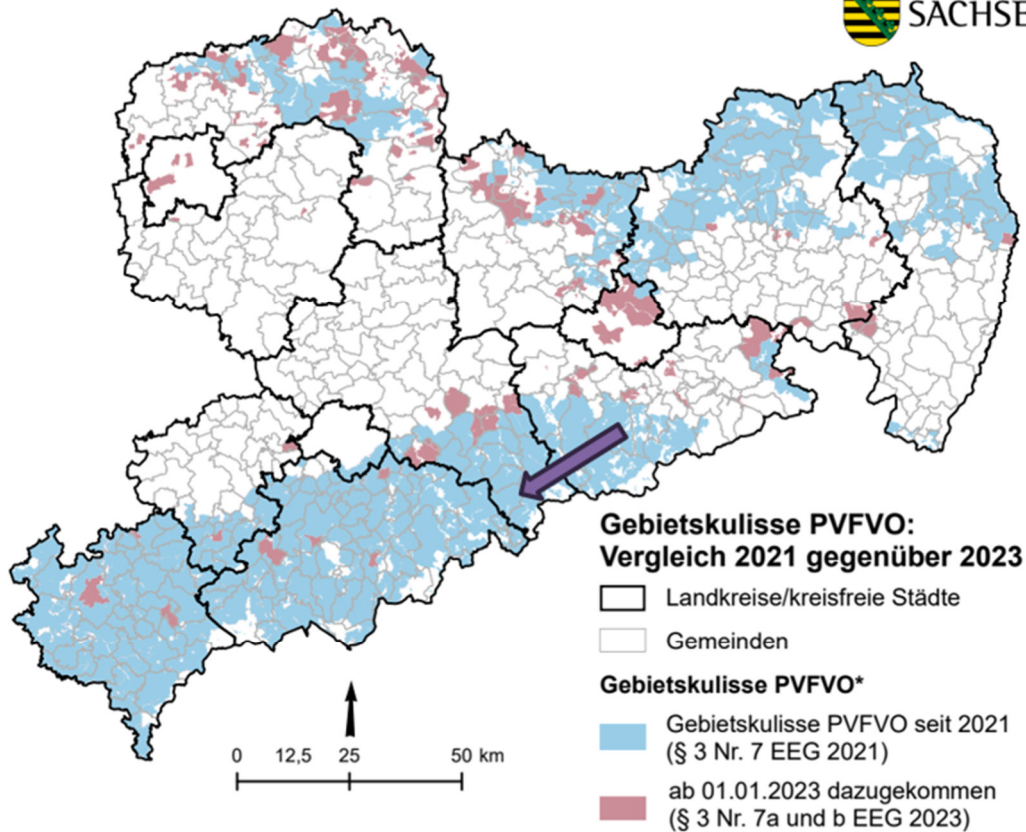 Gebietskulisse PVFVO:
Vergleich 2021 gegenüber 2023
Landkreise/kreisfreie Städte
Gemeinden
Gebietskulisse PVFVO*
Gebietskulisse PVFVO seit 2021
(§ 3 Nr. 7 EEG 2021)
ab 01.01.2023 dazugekommen
(§ 3 Nr. 7a und b EEG 2023)
0 12,5 25 50 km